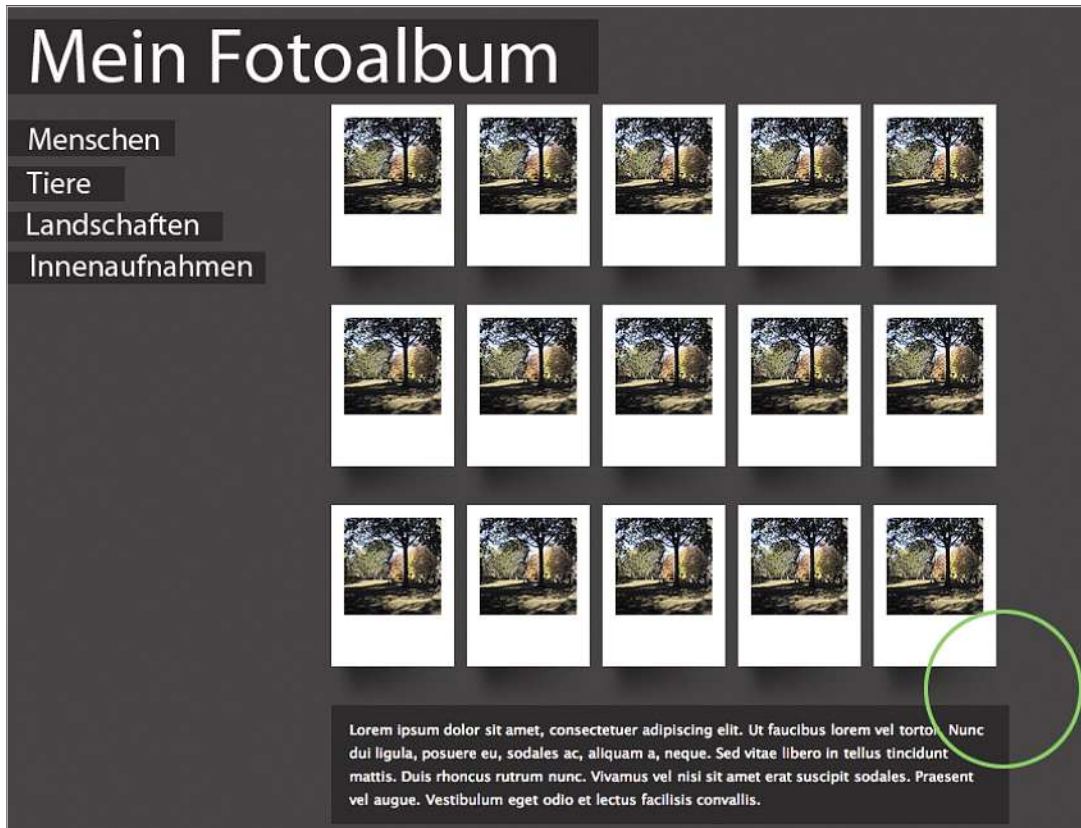 Mein Fotoalbum
Menschen
Tiere
Landschaften
Innenaufnahmen
Lorem ipsum dolor sit amet, consectetuer adipiscing elit. Ut faucibus lorem vel tortor. Nunc
dui ligula, posuere eu, sodales ac, aliquam a, neque. Sed vitae libero in tellus tincidunt
mattis. Duis rhoncus rutrum nunc. Vivamus vel nisi sit amet erat suscipit sodales. Praesent
vel augue. Vestibulum eget odio et lectus facilisis convallis.